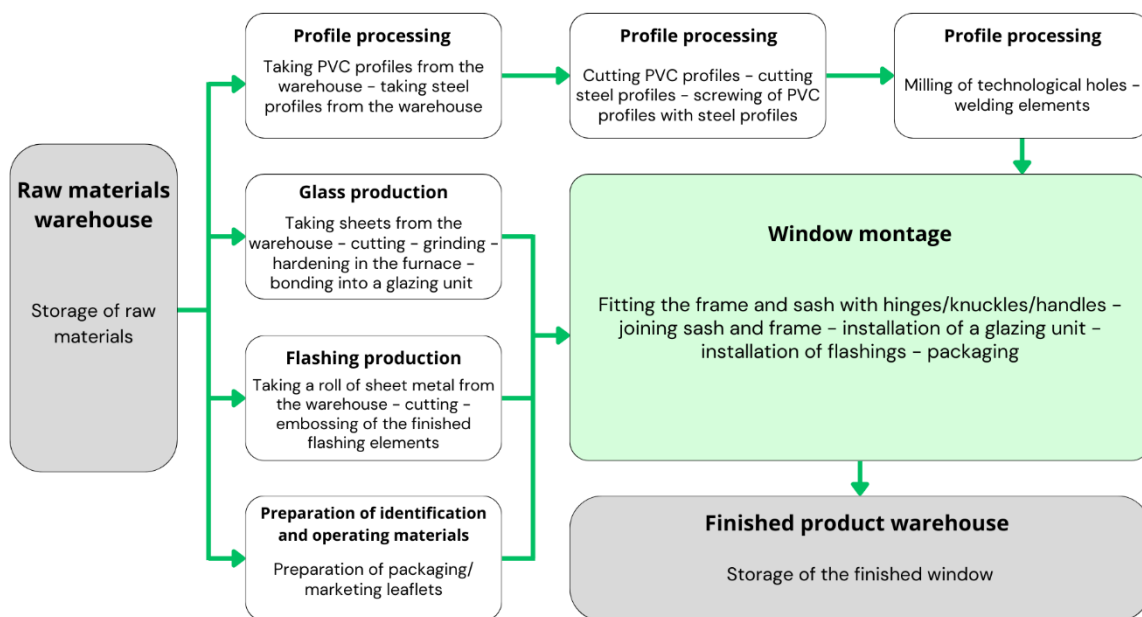 Profile processing
Taking PVC profiles from the
warehouse - taking steel
profiles from the warehouse
Profile processing
Cutting PVC profiles - cutting
steel profiles - screwing of PVC
profiles with steel profiles
Profile processing
Milling of technological holes -
welding elements
Raw materials
warehouse
Storage of raw
materials
Glass production
Taking sheets from the
warehouse - cutting - grinding -
hardening in the furnace -
bonding into a glazing unit
Flashing production
Taking a roll of sheet metal from
the warehouse - cutting -
embossing of the finished
flashing elements
Preparation of identification
and operating materials
Preparation of packaging/
marketing leaflets
Window montage
Fitting the frame and sash with hinges/knuckles/handles -
joining sash and frame - installation of a glazing unit -
installation of flashings - packaging
Finished product warehouse
Storage of the finished window